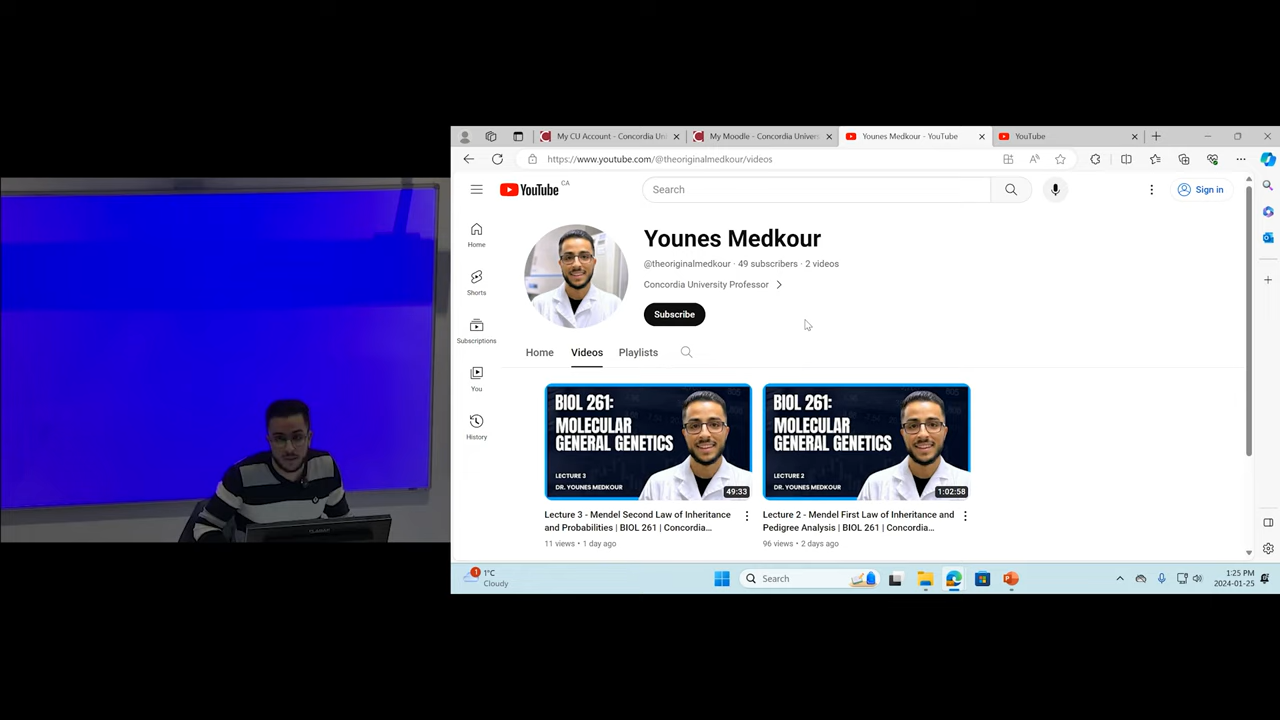 My CU Account - Concordia Uni
My Moodle - Concordia Univers
Younes Medkour - YouTube
YouTube
https://www.youtube.com/@theoriginalmedkour/videos
YouTube CA
Search
Sign in
Home
Shorts
Subscriptions
You
History
Younes Medkour
@theoriginalmedkour · 49 subscribers · 2 videos
Concordia University Professor
Subscribe
Home Videos Playlists
BIOL 261:
MOLECULAR
GENERAL GENETICS
LECTURE 3
DR. YOUNES MEDKOUR
49:33
Lecture 3 - Mendel Second Law of Inheritance
and Probabilities | BIOL 261 | Concordia...
11 views · 1 day ago
BIOL 261:
MOLECULAR
GENERAL GENETICS
LECTURE 2
DR. YOUNES MEDKOUR
1:02:58
Lecture 2 - Mendel First Law of Inheritance and
Pedigree Analysis | BIOL 261 | Concordia...
96 views · 2 days ago
1
1°C
Cloudy
Search
1:25 PM
2024-01-25